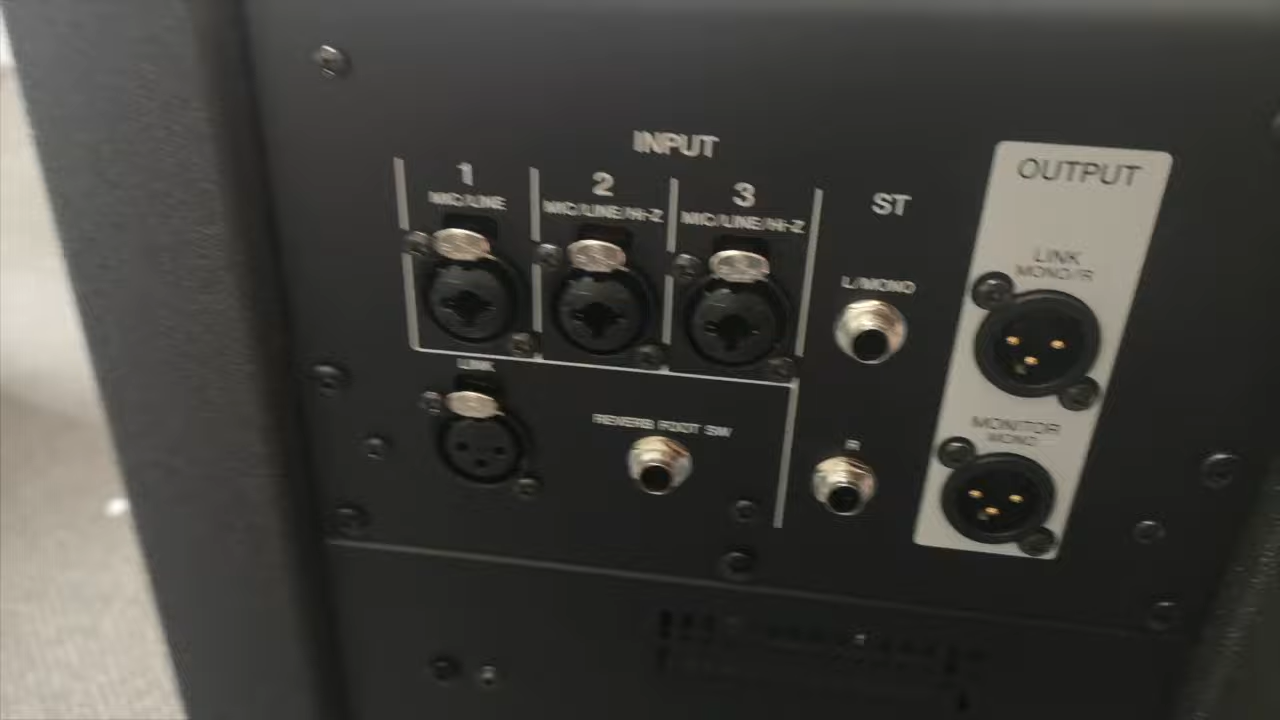 INPUT
1
MIC/LINE
2
MIC/LINE/Hi-Z
3
MIC/LINE/Hi-Z
ST
L/MONO
R
LINK
REVERB FOOT SW
OUTPUT
LINK
MONO/R
MONITOR
MONO